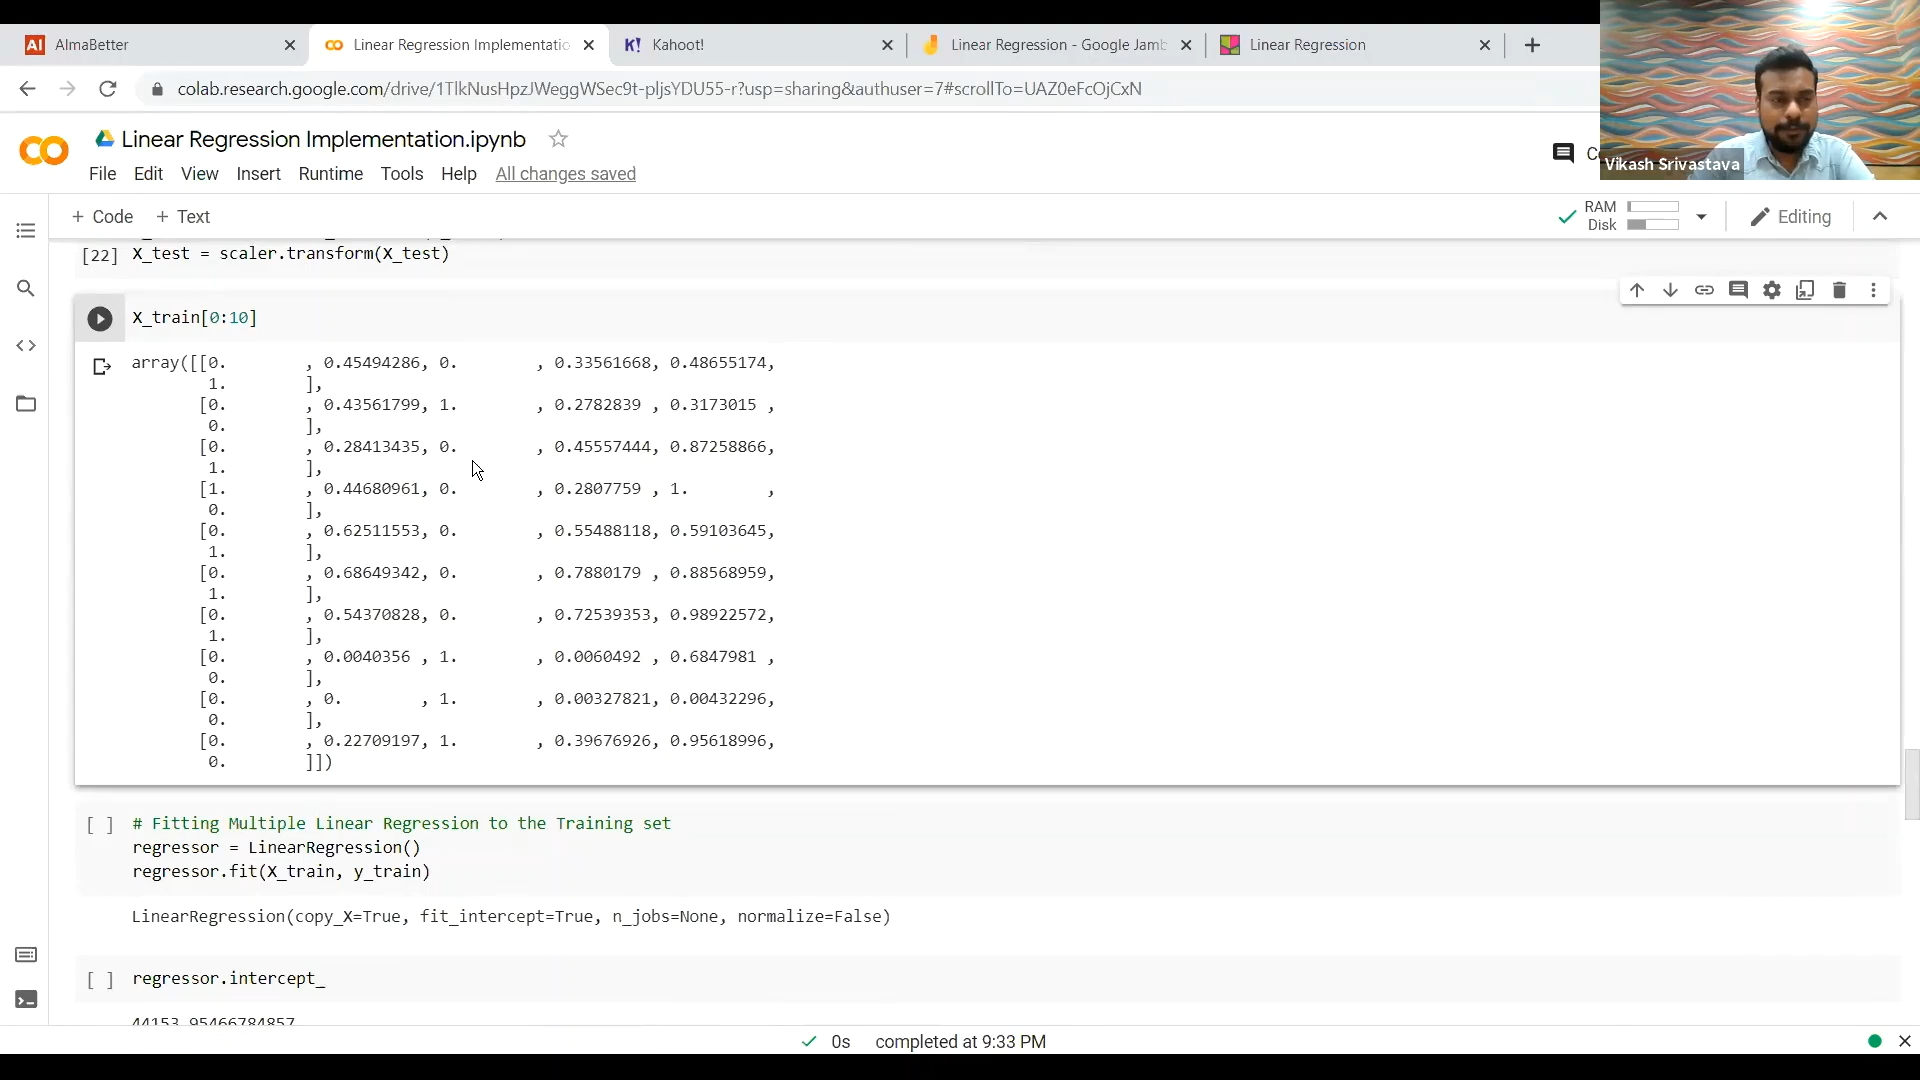 AlmaBetter
Linear Regression Implementatio
K! Kahoot!
Linear Regression - Google Jamb
Linear Regression
colab.research.google.com/drive/1TlkNusHpzJWeggWSec9t-pljsYDU55-r?usp=sharing&authuser=7#scrollTo=UAZ0eFcOjCxN
Linear Regression Implementation.ipynb
File Edit View Insert Runtime Tools Help All changes saved
Vikash Srivastava
+ Code + Text
RAM
Disk
Editing
[22] X_test = scaler.transform(X_test)
X_train[0:10]
array([[0. , 0.45494286, 0. , 0.33561668, 0.48655174,
1. ],
[0. , 0.43561799, 1. , 0.2782839 , 0.3173015 ,
0. ],
[0. , 0.28413435, 0. , 0.45557444, 0.87258866,
1. ],
[1. , 0.44680961, 0. , 0.2807759 , 1. ,
0. ],
[0. , 0.62511553, 0. , 0.55488118, 0.59103645,
1. ],
[0. , 0.68649342, 0. , 0.7880179 , 0.88568959,
1. ],
[0. , 0.54370828, 0. , 0.72539353, 0.98922572,
1. ],
[0. , 0.0040356 , 1. , 0.0060492 , 0.6847981 ,
0. ],
[0. , 0. , 1. , 0.00327821, 0.00432296,
0. ],
[0. , 0.22709197, 1. , 0.39676926, 0.95618996,
0. ]])
[ ] # Fitting Multiple Linear Regression to the Training set
regressor = LinearRegression()
regressor.fit(X_train, y_train)
LinearRegression(copy_X=True, fit_intercept=True, n_jobs=None, normalize=False)
[ ] regressor.intercept_
44153.95466784857
0s completed at 9:33 PM